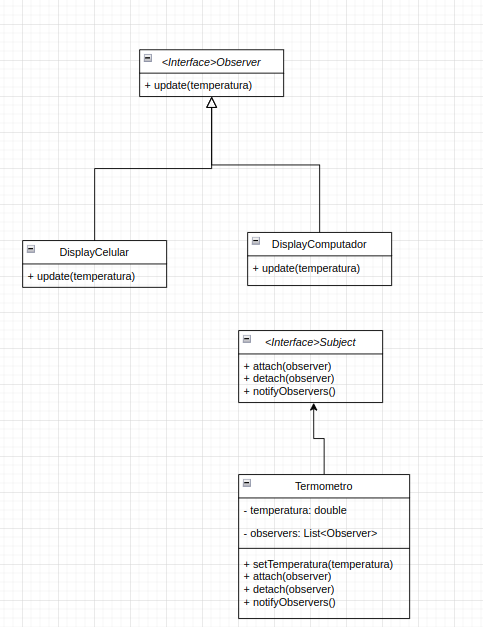 <Interface>Observer
+ update(temperatura)
DisplayCelular
+ update(temperatura)
DisplayComputador
+ update(temperatura)
<Interface>Subject
+ attach(observer)
+ detach(observer)
+ notifyObservers()
Termometro
- temperatura: double
- observers: List<Observer>
+ setTemperatura(temperatura)
+ attach(observer)
+ detach(observer)
+ notifyObservers()